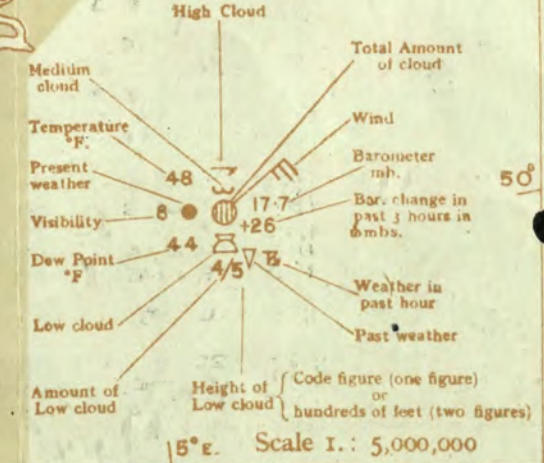 High Cloud
Total Amount
of cloud
Medium
cloud
Wind
Temperature
°F.
Barometer
mb.
50°
Present
weather
48
17.7
Bar. change in
past 3 hours in
mbs.
Visibility
8
+26
Dew Point
°F
44
4/5
Weather in
past hour
Low cloud
Past weather
Amount of
Low cloud
Height of
Low cloud
Code figure (one figure)
or
hundreds of feet (two figures)
5° E. Scale 1.: 5,000,000